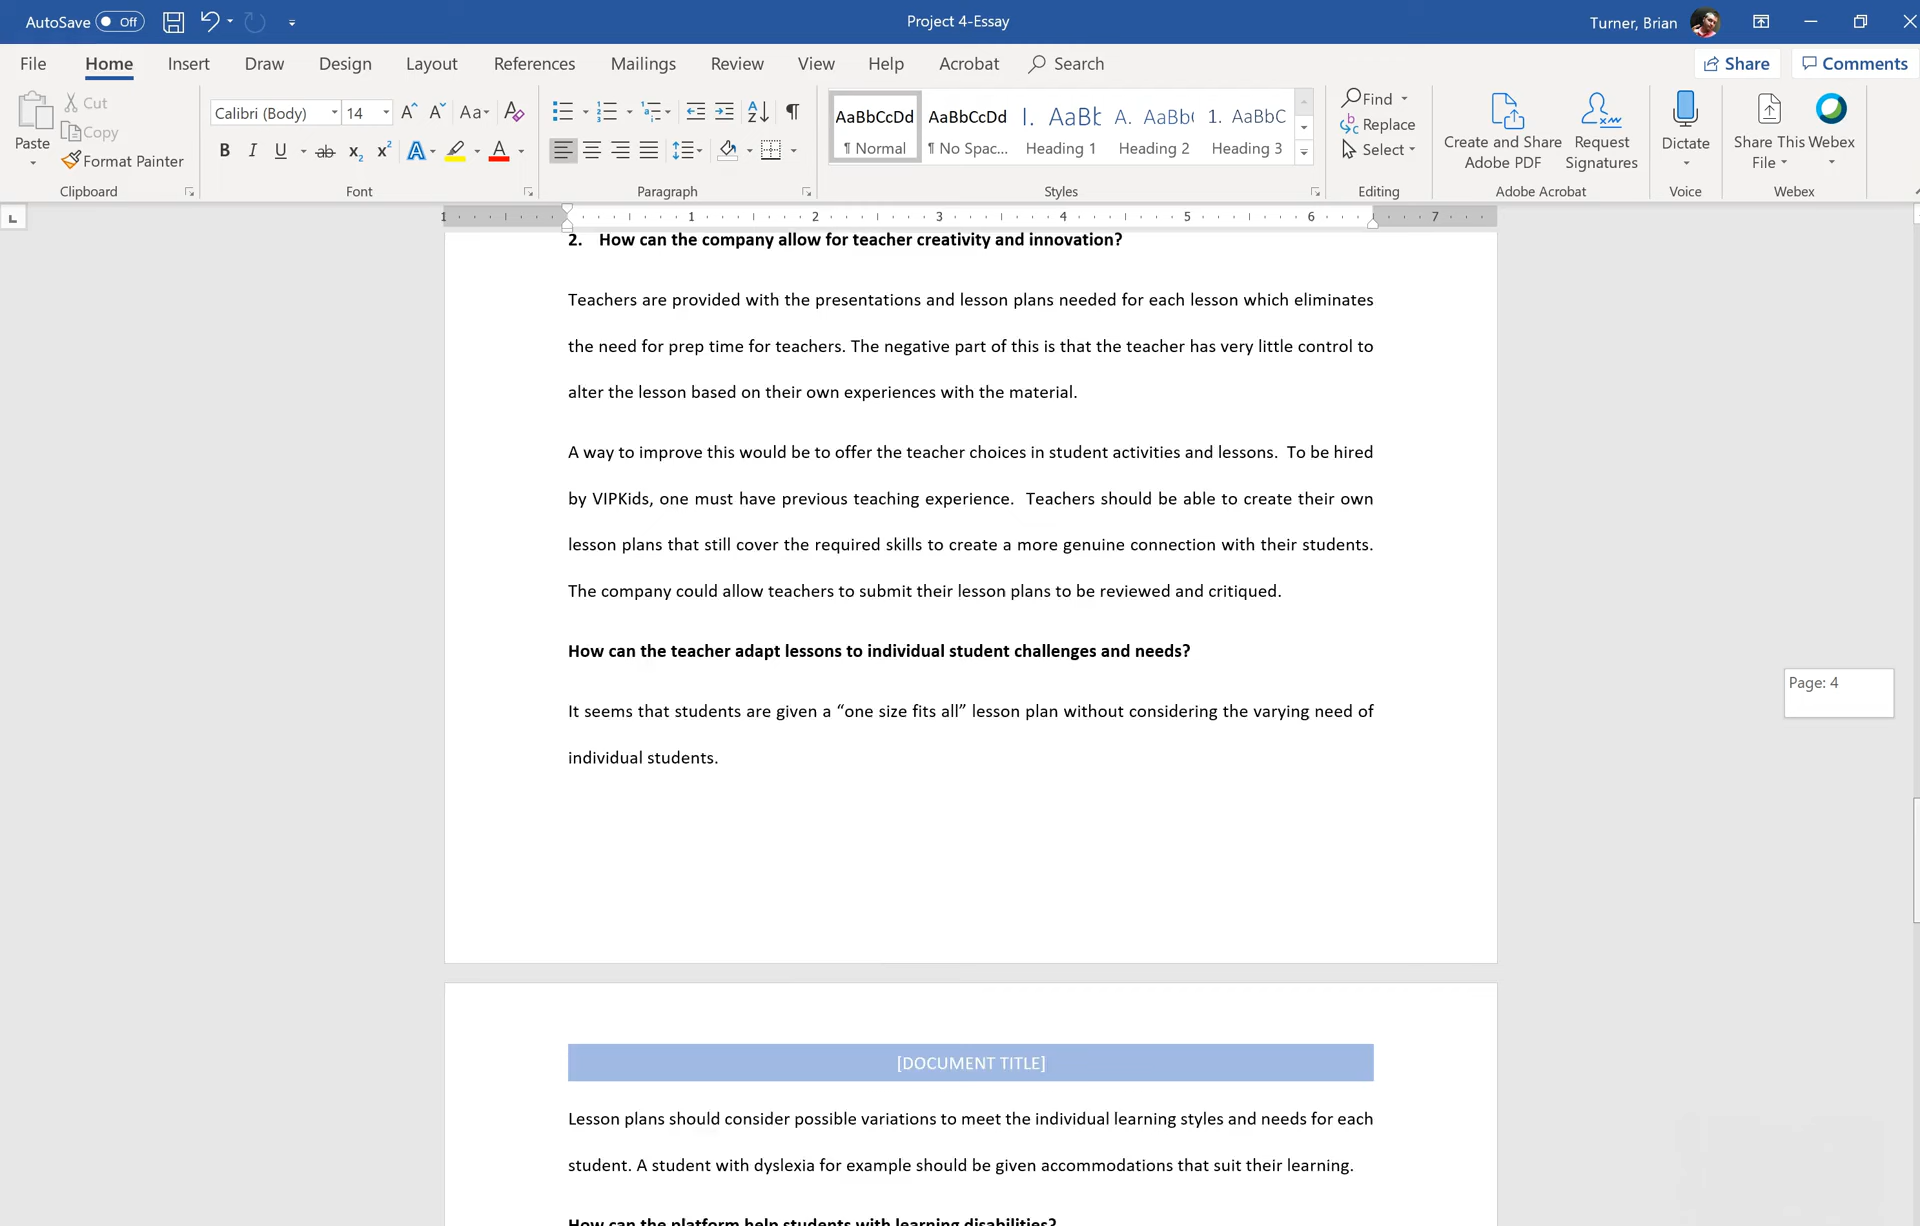 AutoSave Off Project 4-Essay Turner, Brian
File Home Insert Draw Design Layout References Mailings Review View Help Acrobat Search Share Comments
Paste Cut Copy Format Painter Clipboard
Calibri (Body) 14 Aa
B I U ab x₂ x² A A Font
Paragraph
AaBbCcDd AaBbCcDd I. AaBb A. AaBb( 1. AaBbC
¶ Normal ¶ No Spac... Heading 1 Heading 2 Heading 3
Styles
Find
Replace
Select
Editing
Create and Share Adobe PDF
Request Signatures
Adobe Acrobat
Dictate
Voice
Share This File
Webex
Webex
1 1 2 3 4 5 6 7
2. How can the company allow for teacher creativity and innovation?
Teachers are provided with the presentations and lesson plans needed for each lesson which eliminates
the need for prep time for teachers. The negative part of this is that the teacher has very little control to
alter the lesson based on their own experiences with the material.
A way to improve this would be to offer the teacher choices in student activities and lessons.  To be hired
by VIPKids, one must have previous teaching experience.  Teachers should be able to create their own
lesson plans that still cover the required skills to create a more genuine connection with their students.
The company could allow teachers to submit their lesson plans to be reviewed and critiqued.
How can the teacher adapt lessons to individual student challenges and needs?
It seems that students are given a “one size fits all” lesson plan without considering the varying need of
individual students.
Page: 4
[DOCUMENT TITLE]
Lesson plans should consider possible variations to meet the individual learning styles and needs for each
student. A student with dyslexia for example should be given accommodations that suit their learning.
How can the platform help students with learning disabilities?